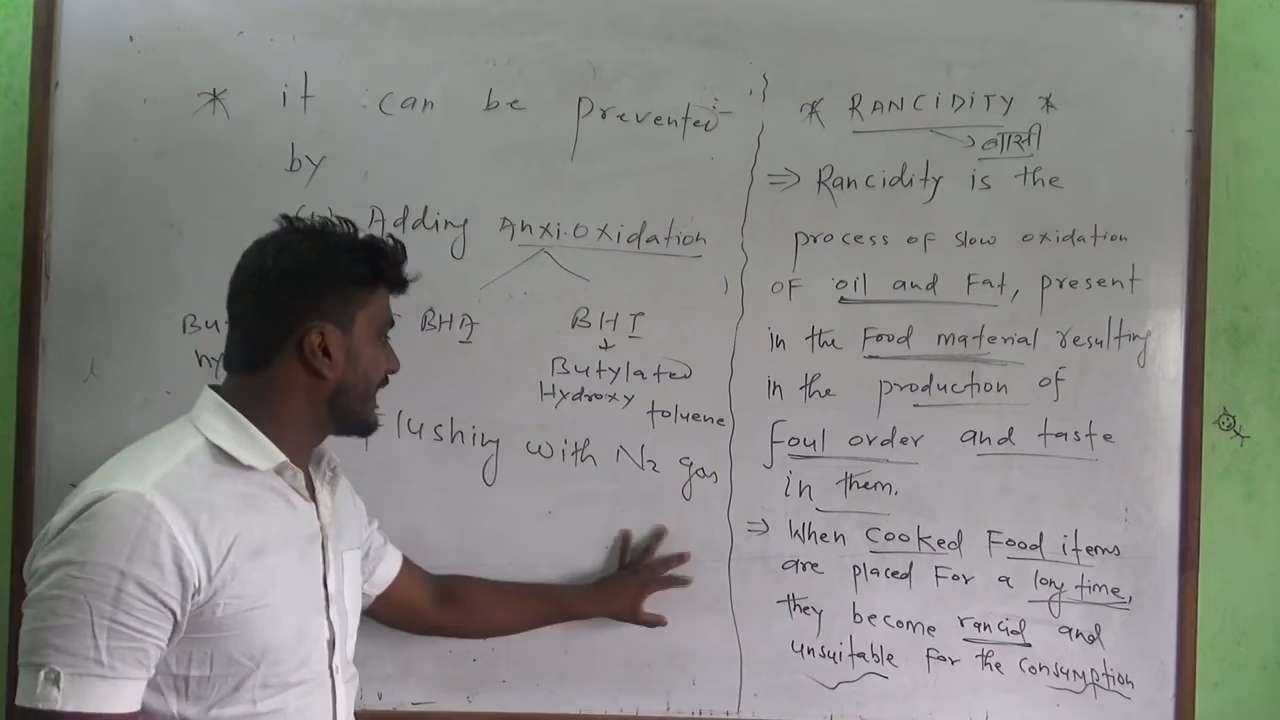 * it can be prevented
by
Adding Anxi.oxidation
BHA BHT
Butylated
Hydroxy toluene
Flushing with N2 gas
* RANCIDITY *
बासी
⇒ Rancidity is the
process of slow oxidation
of oil and Fat, present
in the Food material resulting
in the production of
foul order and taste
in them.
⇒ When cooked Food items
are placed For a long time,
they become rancid and
unsuitable for the consumption